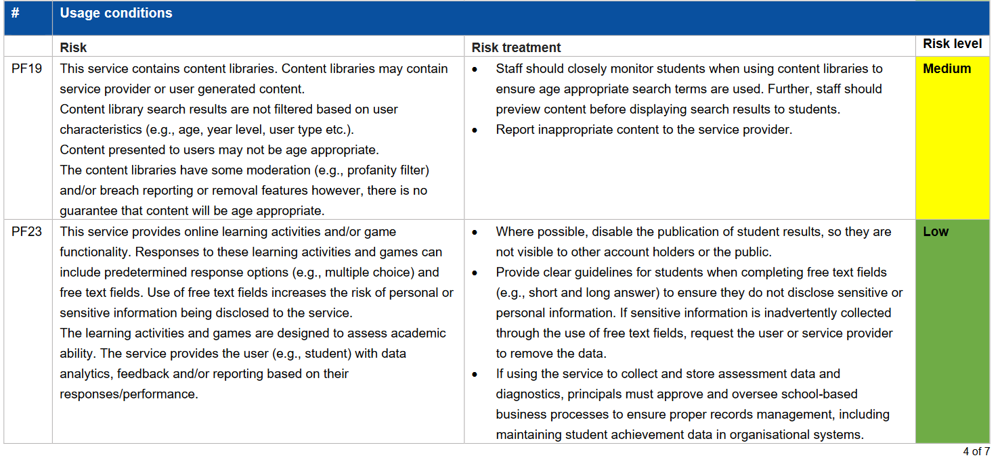 # Usage conditions
Risk Risk treatment Risk level
PF19
This service contains content libraries. Content libraries may contain
service provider or user generated content.
Content library search results are not filtered based on user
characteristics (e.g., age, year level, user type etc.).
Content presented to users may not be age appropriate.
The content libraries have some moderation (e.g., profanity filter)
and/or breach reporting or removal features however, there is no
guarantee that content will be age appropriate.
• Staff should closely monitor students when using content libraries to
ensure age appropriate search terms are used. Further, staff should
preview content before displaying search results to students.
• Report inappropriate content to the service provider.
Medium
PF23
This service provides online learning activities and/or game
functionality. Responses to these learning activities and games can
include predetermined response options (e.g., multiple choice) and
free text fields. Use of free text fields increases the risk of personal or
sensitive information being disclosed to the service.
The learning activities and games are designed to assess academic
ability. The service provides the user (e.g., student) with data
analytics, feedback and/or reporting based on their
responses/performance.
• Where possible, disable the publication of student results, so they are
not visible to other account holders or the public.
• Provide clear guidelines for students when completing free text fields
(e.g., short and long answer) to ensure they do not disclose sensitive or
personal information. If sensitive information is inadvertently collected
through the use of free text fields, request the user or service provider
to remove the data.
• If using the service to collect and store assessment data and
diagnostics, principals must approve and oversee school-based
business processes to ensure proper records management, including
maintaining student achievement data in organisational systems.
Low
4 of 7